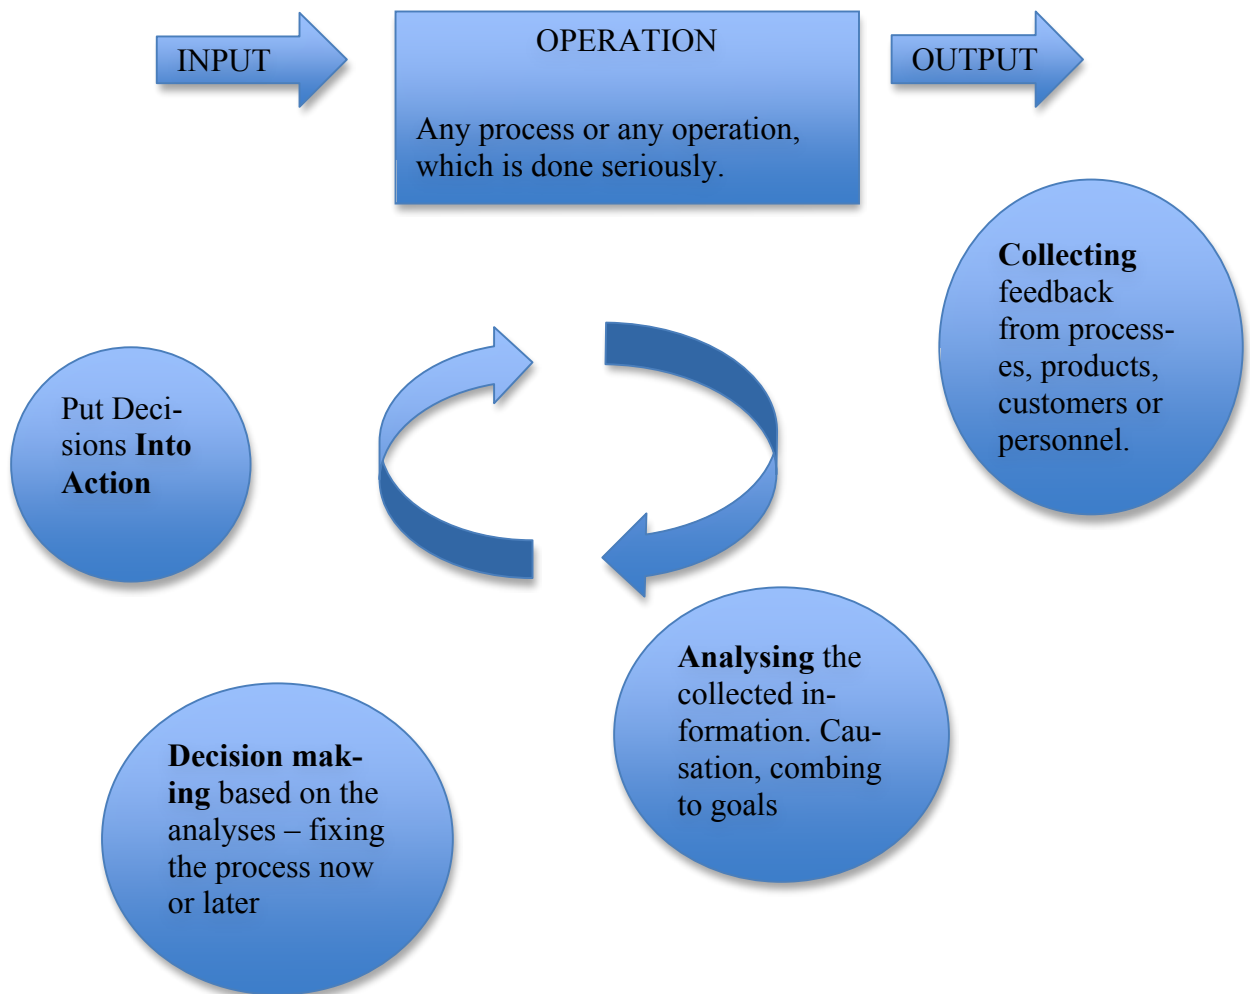 INPUT
OPERATION
Any process or any operation,
which is done seriously.
OUTPUT
Collecting
feedback
from process-
es, products,
customers or
personnel.
Analysing the
collected in-
formation. Cau-
sation, combing
to goals
Decision mak-
ing based on the
analyses – fixing
the process now
or later
Put Deci-
sions Into
Action